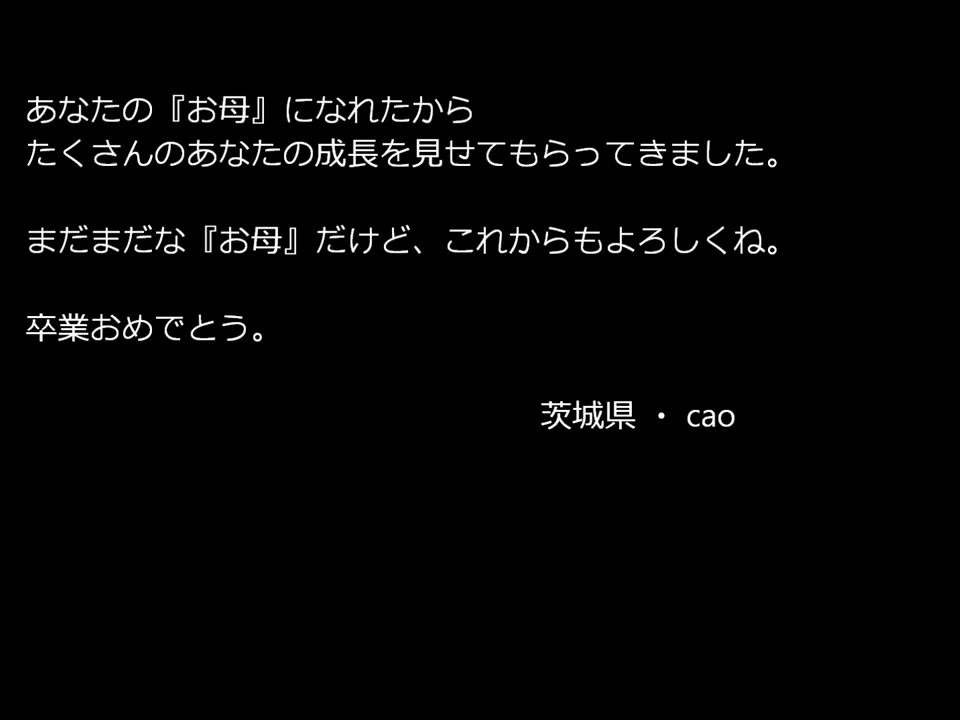 あなたの『お母』になれたから
たくさんのあなたの成長を見せてもらってきました。
まだまだな『お母』だけど、これからもよろしくね。
卒業おめでとう。
茨城県 ・ cao